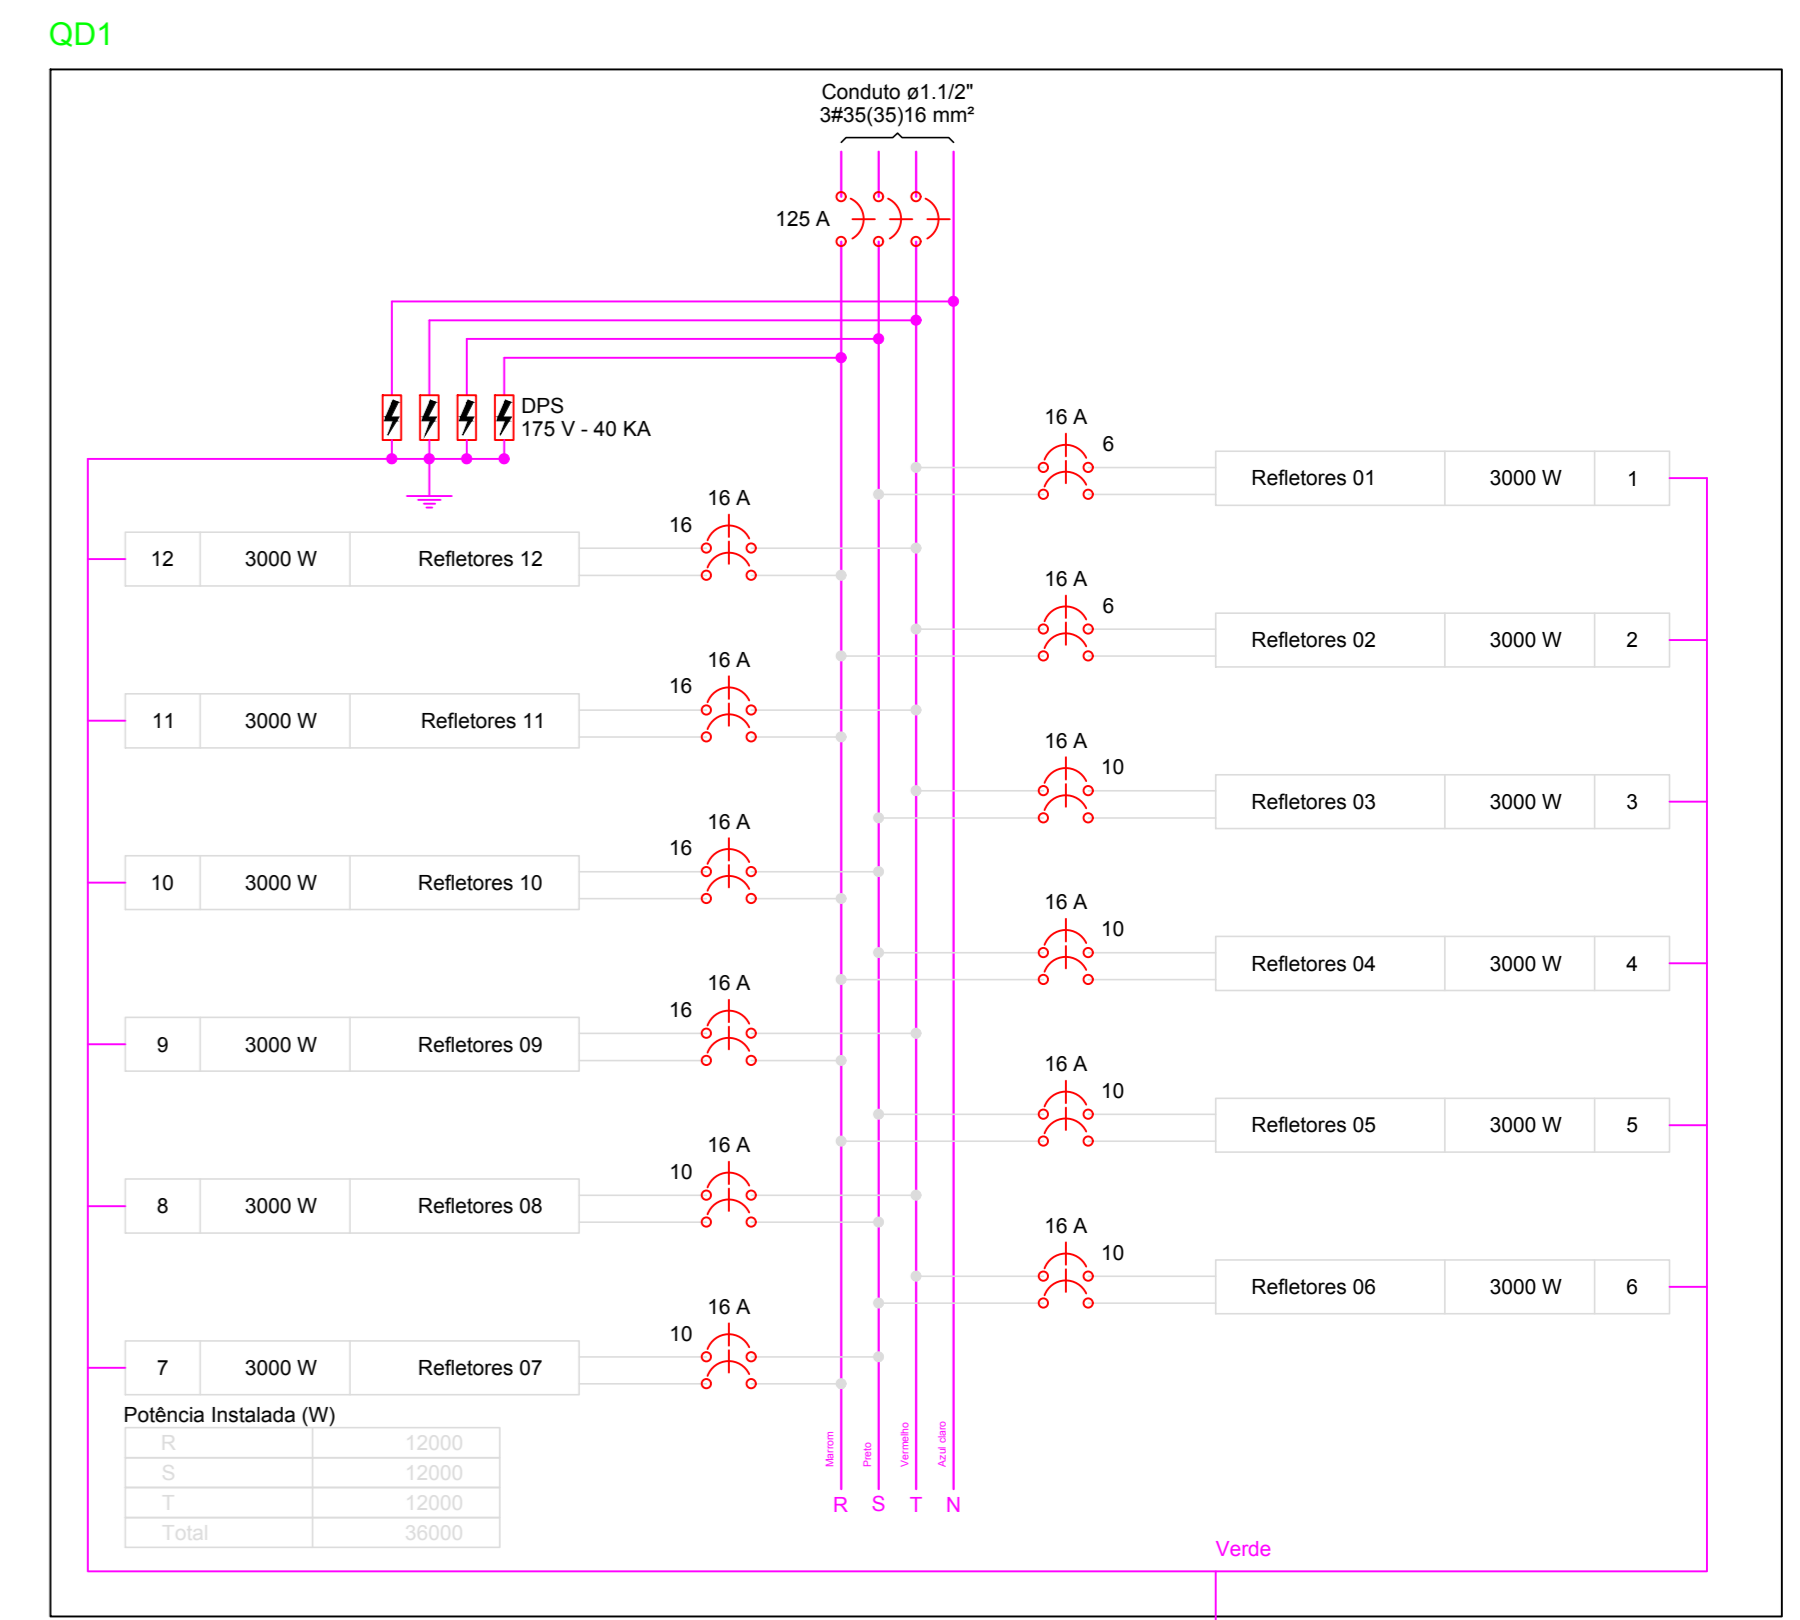 QD1
Conduto ø1.1/2"
3#35(35)16 mm²
125 A
DPS
175 V - 40 KA
16 A
6
Refletores 01 3000 W 1
16 A
16
12 3000 W Refletores 12
16 A
6
Refletores 02 3000 W 2
16 A
16
11 3000 W Refletores 11
16 A
10
Refletores 03 3000 W 3
16 A
16
10 3000 W Refletores 10
16 A
10
Refletores 04 3000 W 4
16 A
16
9 3000 W Refletores 09
16 A
10
Refletores 05 3000 W 5
16 A
10
8 3000 W Refletores 08
16 A
10
Refletores 06 3000 W 6
16 A
10
7 3000 W Refletores 07
Potência Instalada (W)
R 12000
S 12000
T 12000
Total 36000
Marrom
Preto
Vermelho
Azul claro
R S T N
Verde